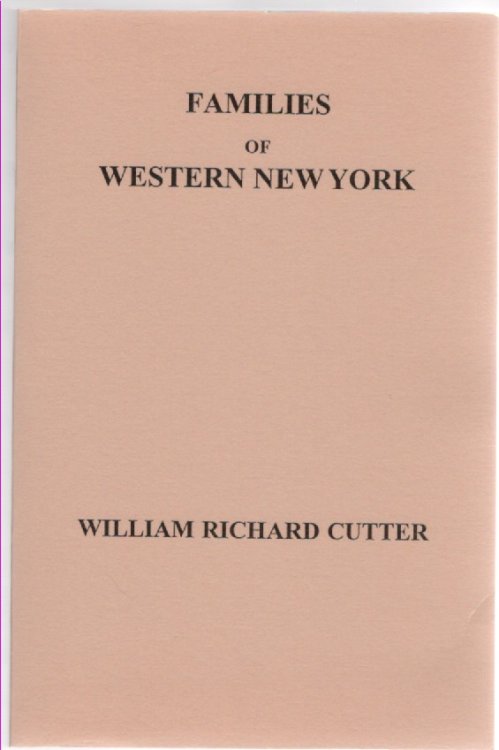 FAMILIES
OF
WESTERN NEW YORK
WILLIAM RICHARD CUTTER